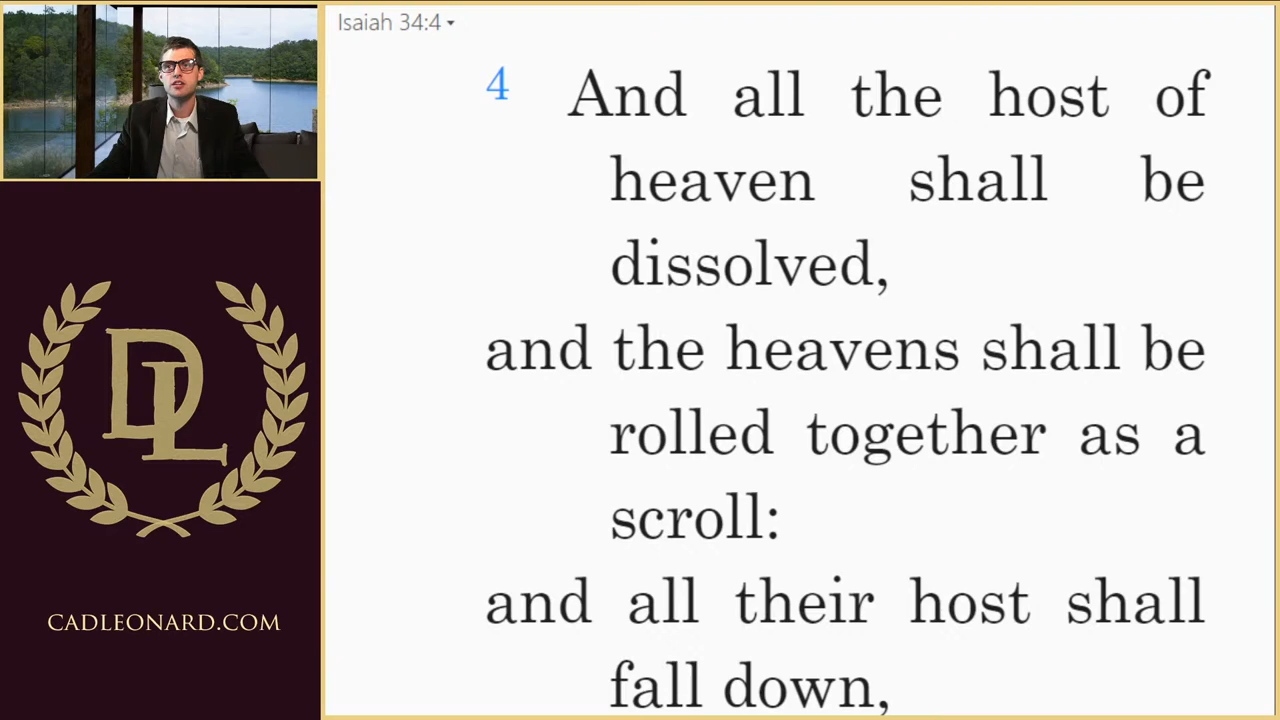 Isaiah 34:4
4 And all the host of
heaven shall be
dissolved,
and the heavens shall be
rolled together as a
scroll:
and all their host shall
fall down,
DL
CADLEONARD.COM